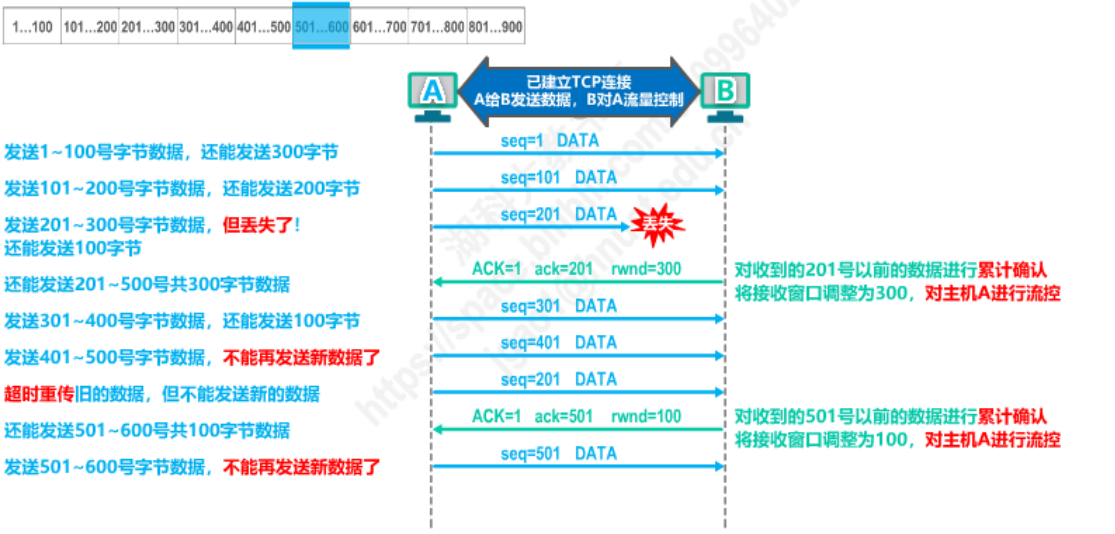 1...100 101...200 201...300 301...400 401...500 501...600 601...700 701...800 801...900
已建立TCP连接
A给B发送数据，B对A流量控制
A
B
发送1~100号字节数据，还能发送300字节
seq=1 DATA
发送101~200号字节数据，还能发送200字节
seq=101 DATA
发送201~300号字节数据，但丢失了！
还能发送100字节
seq=201 DATA
丢失
还能发送201~500号共300字节数据
ACK=1 ack=201 rwnd=300
对收到的201号以前的数据进行累计确认
将接收窗口调整为300，对主机A进行流控
发送301~400号字节数据，还能发送100字节
seq=301 DATA
发送401~500号字节数据，不能再发送新数据了
seq=401 DATA
超时重传旧的数据，但不能发送新的数据
seq=201 DATA
还能发送501~600号共100字节数据
ACK=1 ack=501 rwnd=100
对收到的501号以前的数据进行累计确认
将接收窗口调整为100，对主机A进行流控
发送501~600号字节数据，不能再发送新数据了
seq=501 DATA